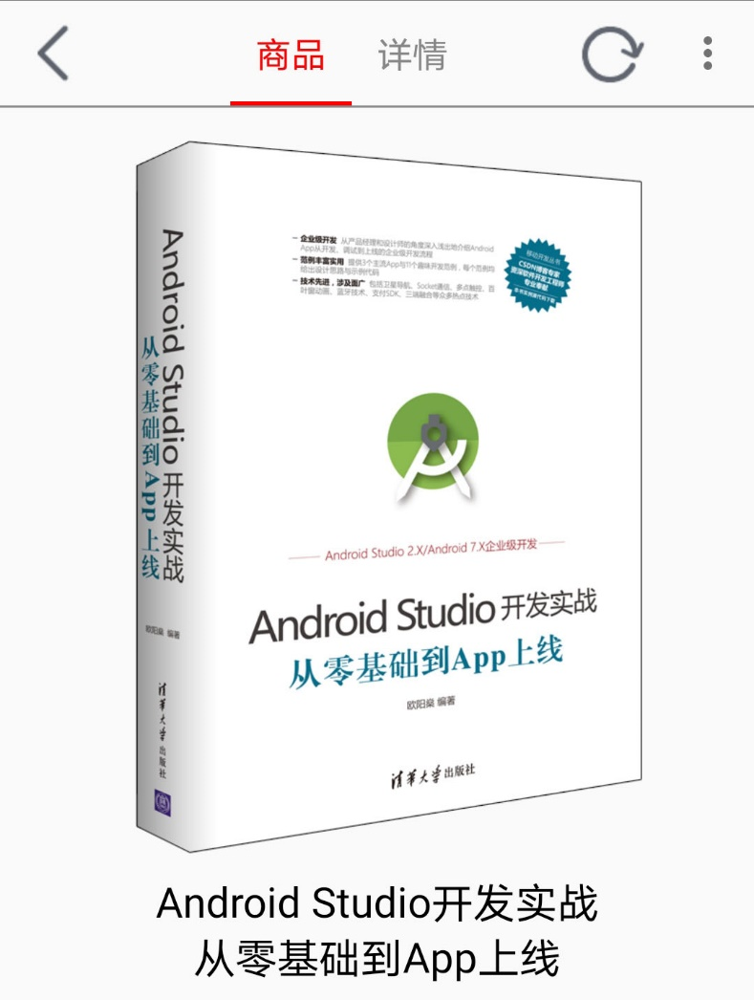 商品 详情
Android Studio 开发实战
从零基础到App上线
欧阳燊 编著
清华大学出版社
企业级开发 从产品经理和设计师的角度深入浅出地介绍Android
App从开发、调试到上线的企业级开发流程
范例丰富实用 提供3个主流App与11个趣味开发范例，每个范例均
给出设计思路与示例代码
技术先进，涉及面广 包括卫星导航、Socket通信、多点触控、百
叶窗动画、蓝牙技术、支付SDK、三端融合等众多热点技术
移动开发丛书
CSDN博客专家
资深软件开发工程师
专业奉献
Android Studio 2.X/Android 7.X企业级开发
Android Studio 开发实战
从零基础到App上线
欧阳燊 编著
清华大学出版社
Android Studio开发实战
从零基础到App上线